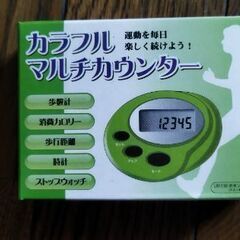 カラフル
マルチカウンター
運動を毎日
楽しく続けよう！
歩数計
消費カロリー
歩行距離
時計
ストップウォッチ
12345